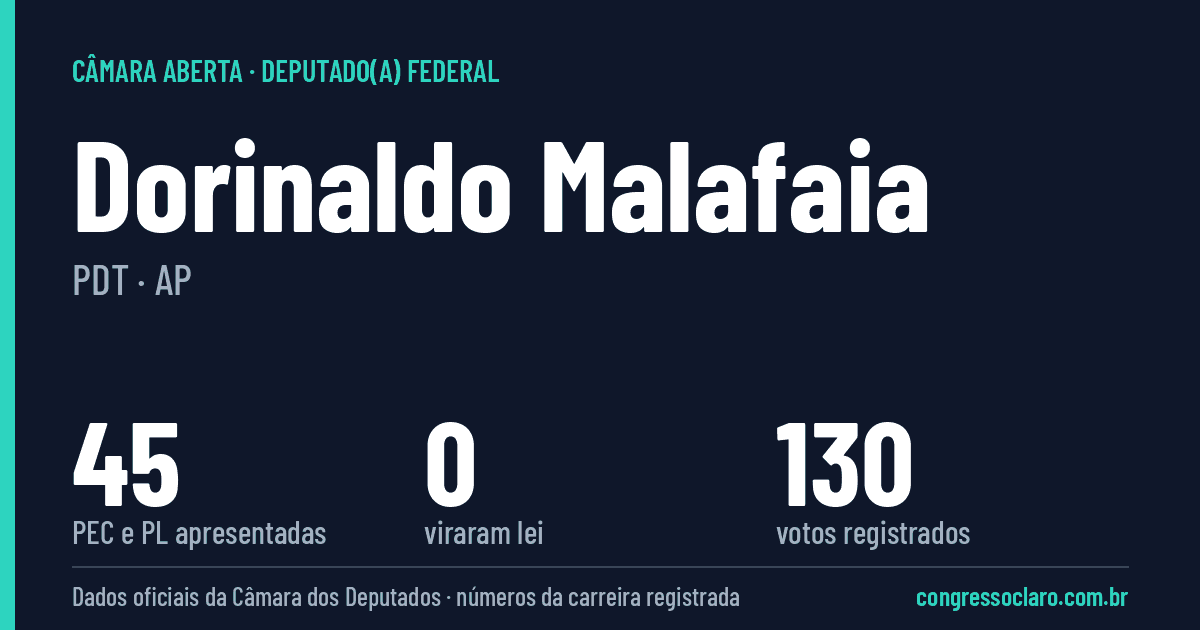 CÂMARA ABERTA · DEPUTADO(A) FEDERAL
Dorinaldo Malafaia
PDT · AP
45 0 130
PEC e PL apresentadas viraram lei votos registrados
Dados oficiais da Câmara dos Deputados · números da carreira registrada congressoclaro.com.br